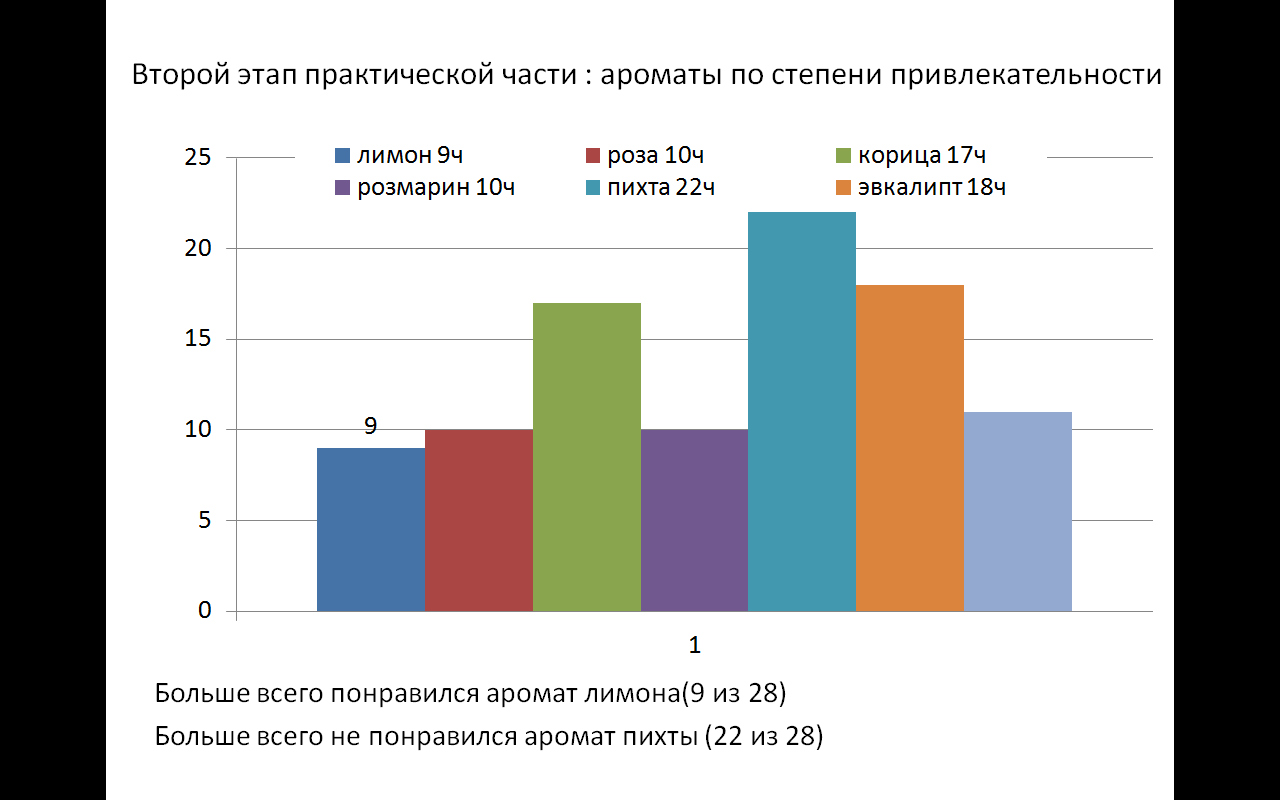 Второй этап практической части : ароматы по степени привлекательности
25
лимон 9ч роза 10ч корица 17ч
розмарин 10ч пихта 22ч эвкалипт 18ч
20
15
10
9
5
0
1
Больше всего понравился аромат лимона(9 из 28)
Больше всего не понравился аромат пихты (22 из 28)